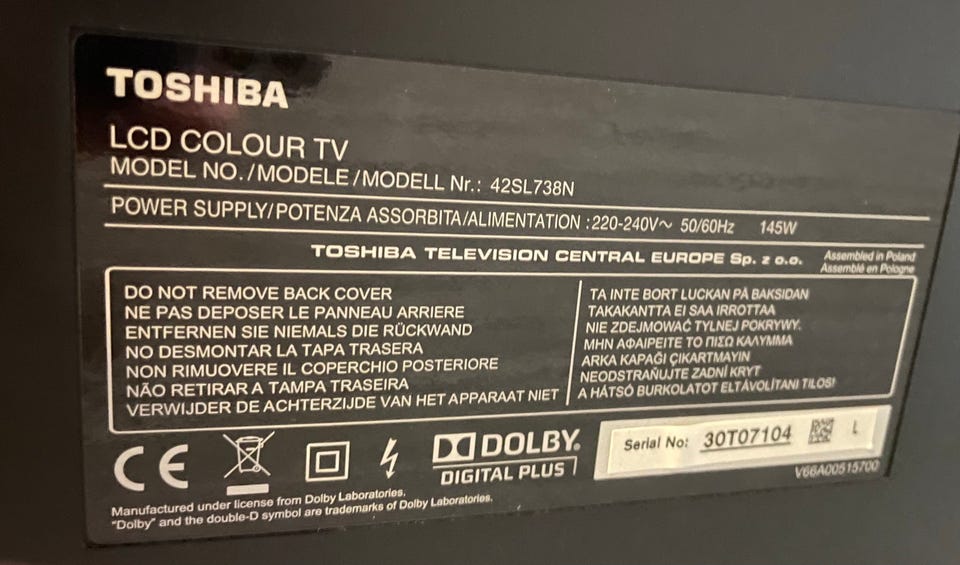 TOSHIBA
LCD COLOUR TV
MODEL NO./MODELE/MODELL Nr.: 42SL738N
POWER SUPPLY/POTENZA ASSORBITA/ALIMENTATION :220-240V~ 50/60Hz 145W
TOSHIBA TELEVISION CENTRAL EUROPE Sp. z o.o.
Assembled in Poland
Assemblé en Pologne
DO NOT REMOVE BACK COVER
NE PAS DEPOSER LE PANNEAU ARRIERE
ENTFERNEN SIE NIEMALS DIE RÜCKWAND
NO DESMONTAR LA TAPA TRASERA
NON RIMUOVERE IL COPERCHIO POSTERIORE
NÃO RETIRAR A TAMPA TRASEIRA
VERWIJDER DE ACHTERZIJDE VAN HET APPARAAT NIET
TA INTE BORT LUCKAN PÅ BAKSIDAN
TAKAKANTTA EI SAA IRROTTAA
NIE ZDEJMOWAĆ TYLNEJ POKRYWY.
ΜΗΝ ΑΦΑΙΡΕΙΤΕ ΤΟ ΠΙΣΩ ΚΑΛΥΜΜΑ
ARKA KAPAĞI ÇIKARTMAYIN
NEODSTRAŇUJTE ZADNÍ KRYT
A HÁTSÓ BURKOLATOT ELTÁVOLÍTANI TILOS!
CE
DOLBY®
DIGITAL PLUS
Serial No: 30T07104 L
V66A00515700
Manufactured under license from Dolby Laboratories.
"Dolby" and the double-D symbol are trademarks of Dolby Laboratories.